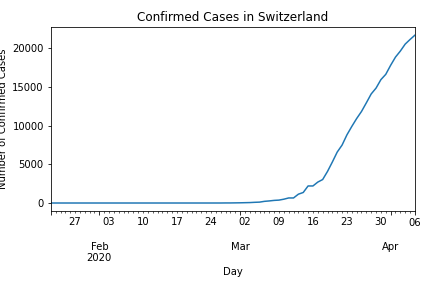 Confirmed Cases in Switzerland
Number of Confirmed Cases
20000
15000
10000
5000
0
27 03 10 17 24 02 09 16 23 30 06
Feb Mar Apr
2020
Day